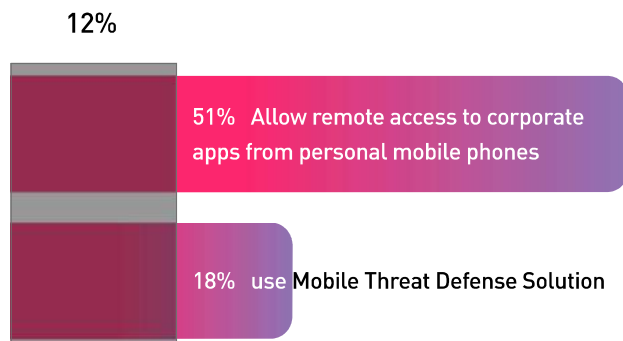 12%
51% Allow remote access to corporate
apps from personal mobile phones
18% use Mobile Threat Defense Solution